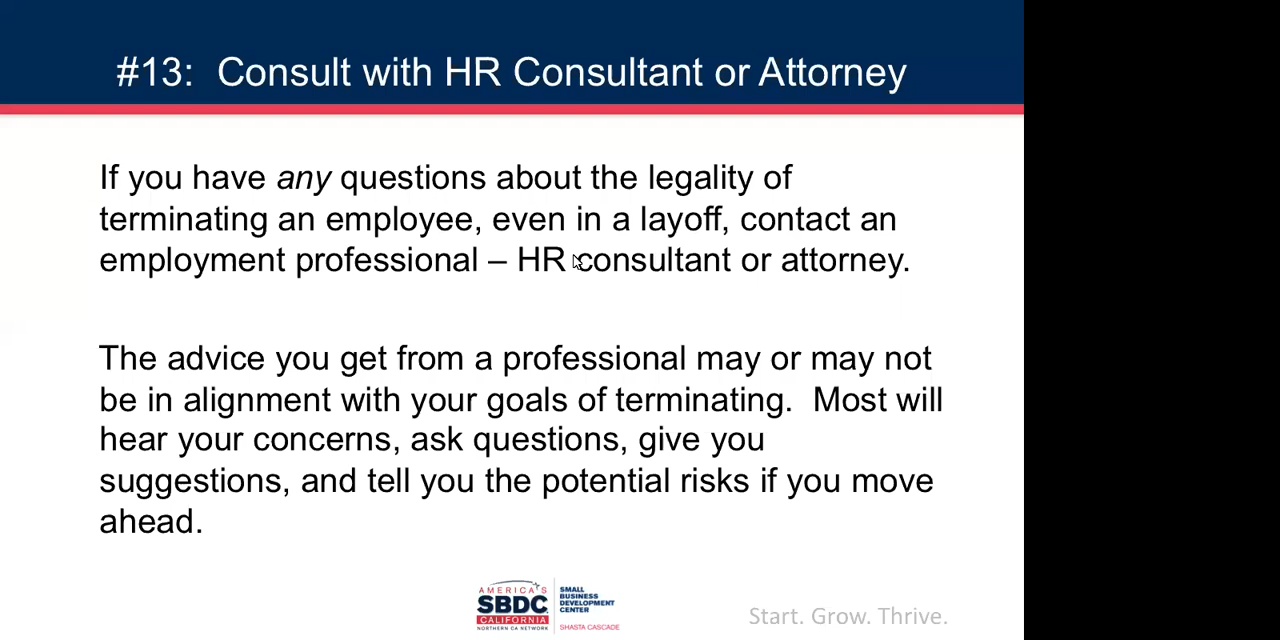 #13:  Consult with HR Consultant or Attorney
If you have any questions about the legality of
terminating an employee, even in a layoff, contact an
employment professional – HR consultant or attorney.
The advice you get from a professional may or may not
be in alignment with your goals of terminating.  Most will
hear your concerns, ask questions, give you
suggestions, and tell you the potential risks if you move
ahead.
AMERICA'S
SBDC
CALIFORNIA
NORTHERN CA NETWORK
SMALL
BUSINESS
DEVELOPMENT
CENTER
SHASTA CASCADE
Start. Grow. Thrive.